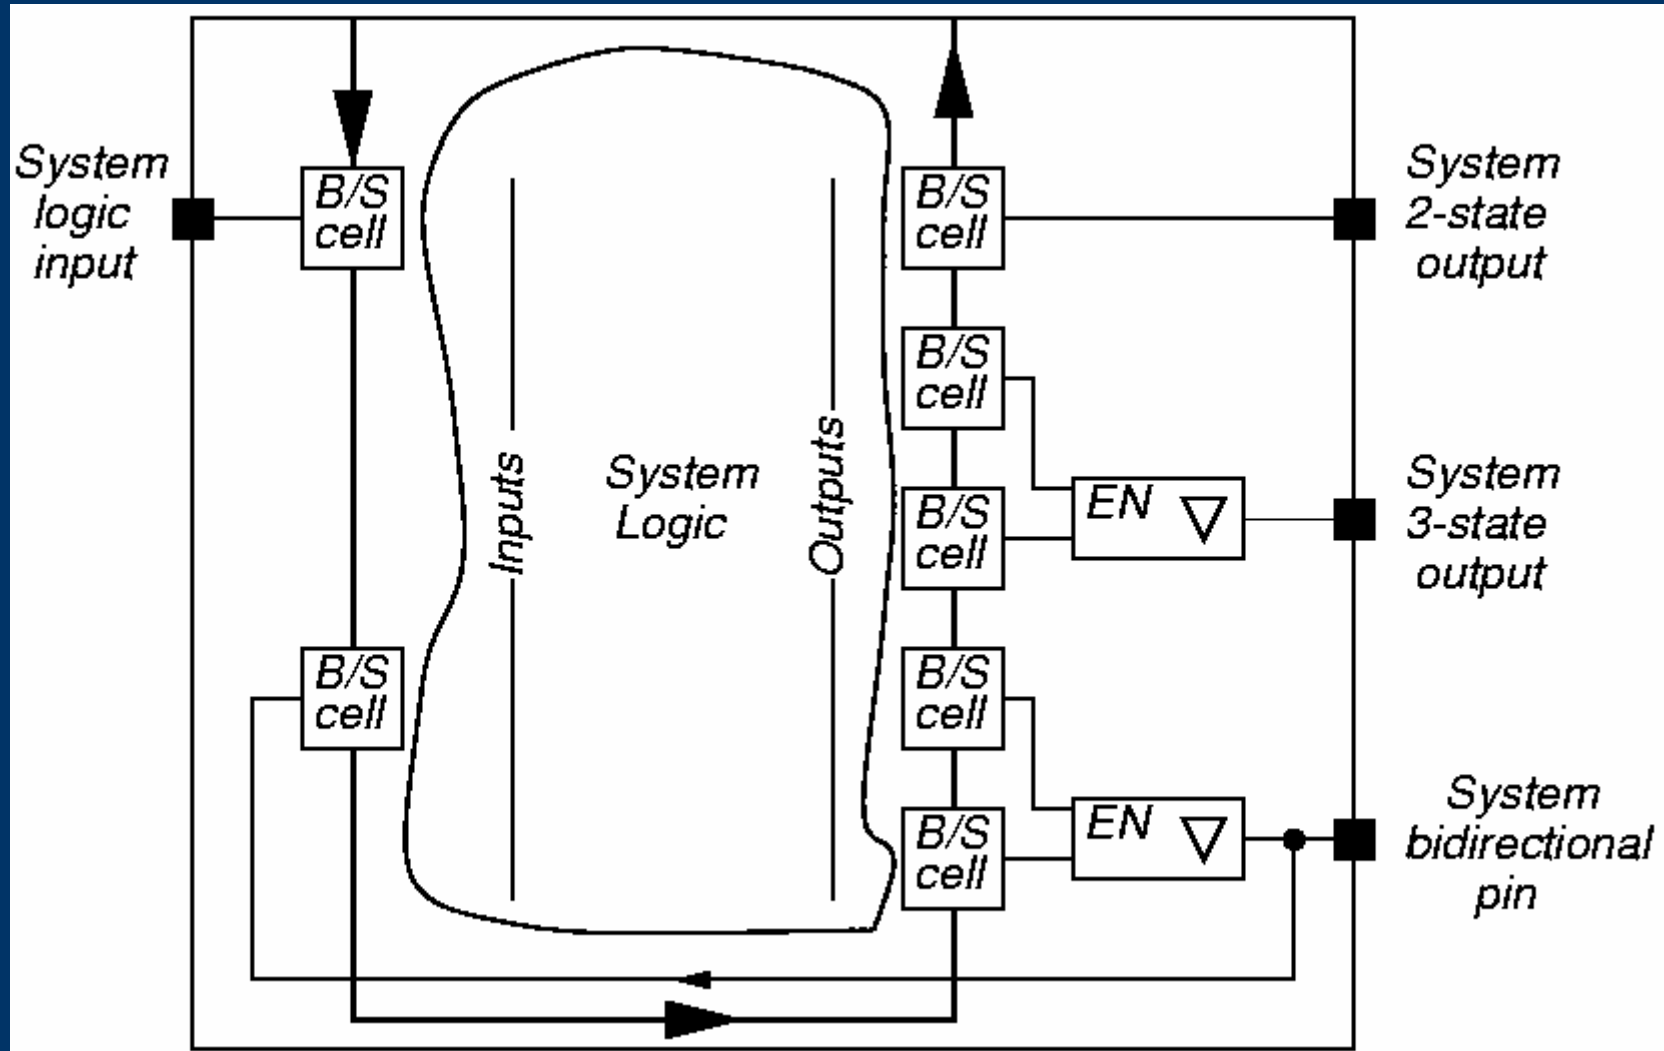 System
logic
input
B/S
cell
B/S
cell
Inputs
System
Logic
Outputs
B/S
cell
B/S
cell
B/S
cell
B/S
cell
B/S
cell
EN
EN
System
2-state
output
System
3-state
output
System
bidirectional
pin